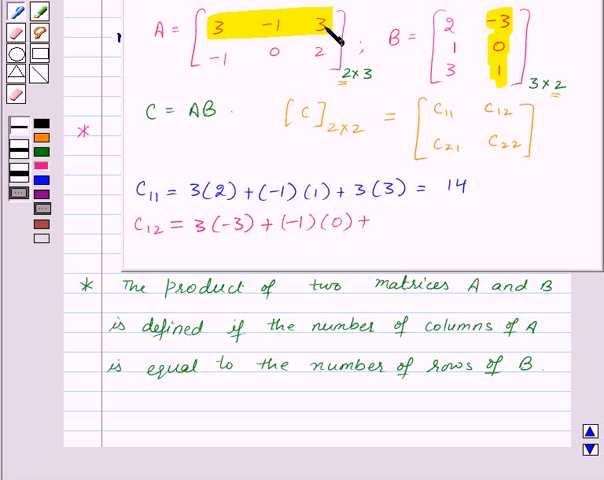 A = [ 3 -1 3
-1 0 2 ] 2×3 ; B = [ 2 -3
1 0
3 1 ] 3×2
C = AB . [C] 2×2 = [ C11 C12
C21 C22 ]
C11 = 3(2) + (-1)(1) + 3(3) = 14
C12 = 3(-3) + (-1)(0) +
*
* The product of two matrices A and B
is defined if the number of columns of A
is equal to the number of rows of B.